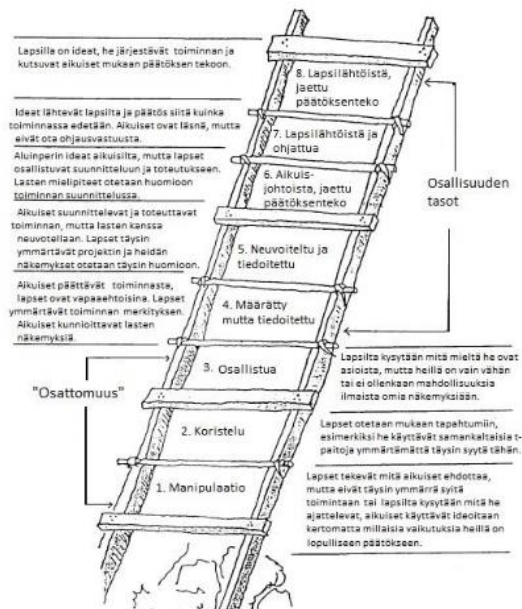 Lapsilla on ideat, he järjestävät toiminnan ja
kutsuvat aikuiset mukaan päätöksen tekoon.
Ideat lähtevät lapsilta ja päätös siitä kuinka
toiminnassa edetään. Aikuiset ovat läsnä, mutta
eivät ota ohjausvastuusta.
Aluinperin ideat aikuisilta, mutta lapset
osallistuvat suunnitteluun ja toteutukseen.
Lasten mielipiteet otetaan huomioon
toiminnan suunnittelussa.
Aikuiset suunnittelevat ja toteuttavat
toiminnan, mutta lasten kanssa
neuvotellaan. Lapset täysin
ymmärtävät projektin ja heidän
näkemykset otetaan täysin huomioon.
Aikuiset päättävät toiminnasta,
lapset ovat vapaaehtoisina. Lapset
ymmärtävät toiminnan merkityksen.
Aikuiset kunnioittavat lasten
näkemyksiä.
"Osattomuus"
8. Lapsilähtöistä,
jaettu
päätöksenteko
7. Lapsilähtöistä ja
ohjattua
6. Aikuis-
johtoista, jaettu
päätöksenteko
5. Neuvoiteltu ja
tiedoitettu
4. Määrätty
mutta tiedoitettu
3. Osallistua
2. Koristelu
1. Manipulaatio
Osallisuuden
tasot
Lapsilta kysytään mitä mieltä he ovat
asioista, mutta heillä on vain vähän
tai ei ollenkaan mahdollisuuksia
ilmaista omia näkemyksiään.
Lapset otetaan mukaan tapahtumiin,
esimerkiksi he käyttävät samankaltaisia t-
paitoja ymmärtämättä täysin syytä tähän.
Lapset tekevät mitä aikuiset ehdottaa,
mutta eivät täysin ymmärrä syitä
toimintaan tai lapsilta kysytään mitä he
ajattelevat, aikuiset käyttävät ideoitaan
kertomatta millaisia vaikutuksia heillä on
lopulliseen päätökseen.